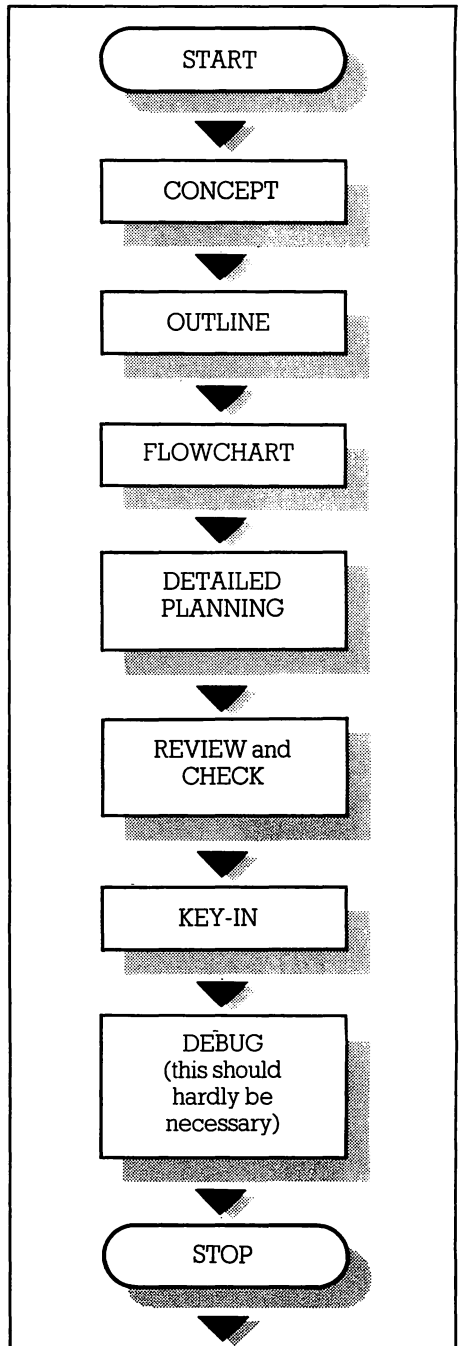 START
CONCEPT
OUTLINE
FLOWCHART
DETAILED
PLANNING
REVIEW and
CHECK
KEY-IN
DEBUG
(this should
hardly be
necessary)
STOP